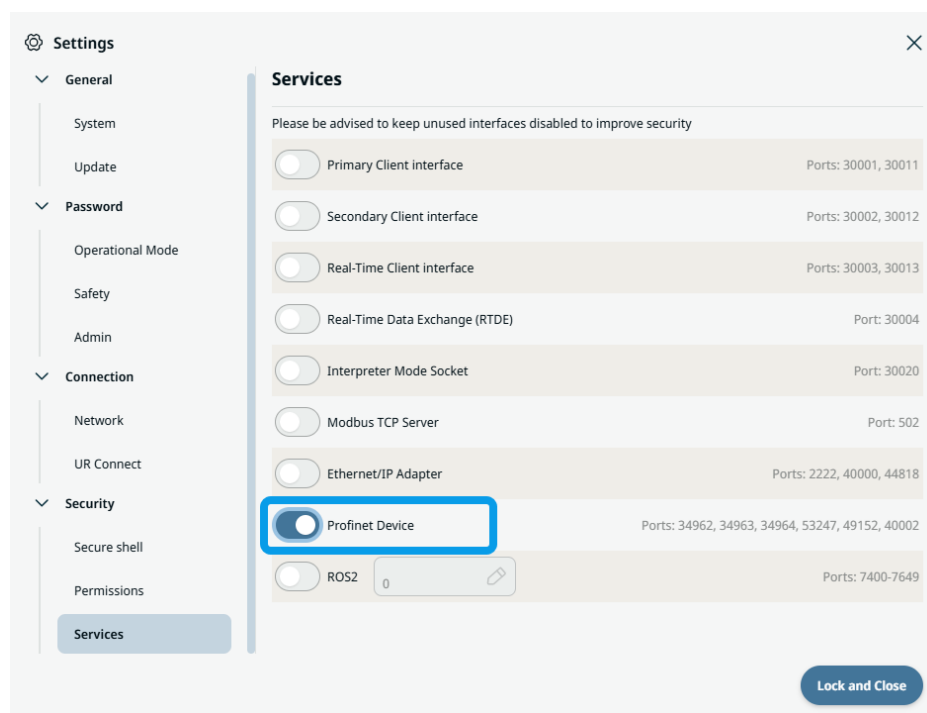 Settings
General
System
Update
Password
Operational Mode
Safety
Admin
Connection
Network
UR Connect
Security
Secure shell
Permissions
Services
Services
Please be advised to keep unused interfaces disabled to improve security
Primary Client interface Ports: 30001, 30011
Secondary Client interface Ports: 30002, 30012
Real-Time Client interface Ports: 30003, 30013
Real-Time Data Exchange (RTDE) Port: 30004
Interpreter Mode Socket Port: 30020
Modbus TCP Server Port: 502
Ethernet/IP Adapter Ports: 2222, 40000, 44818
Profinet Device Ports: 34962, 34963, 34964, 53247, 49152, 40002
ROS2 0 Ports: 7400-7649
Lock and Close